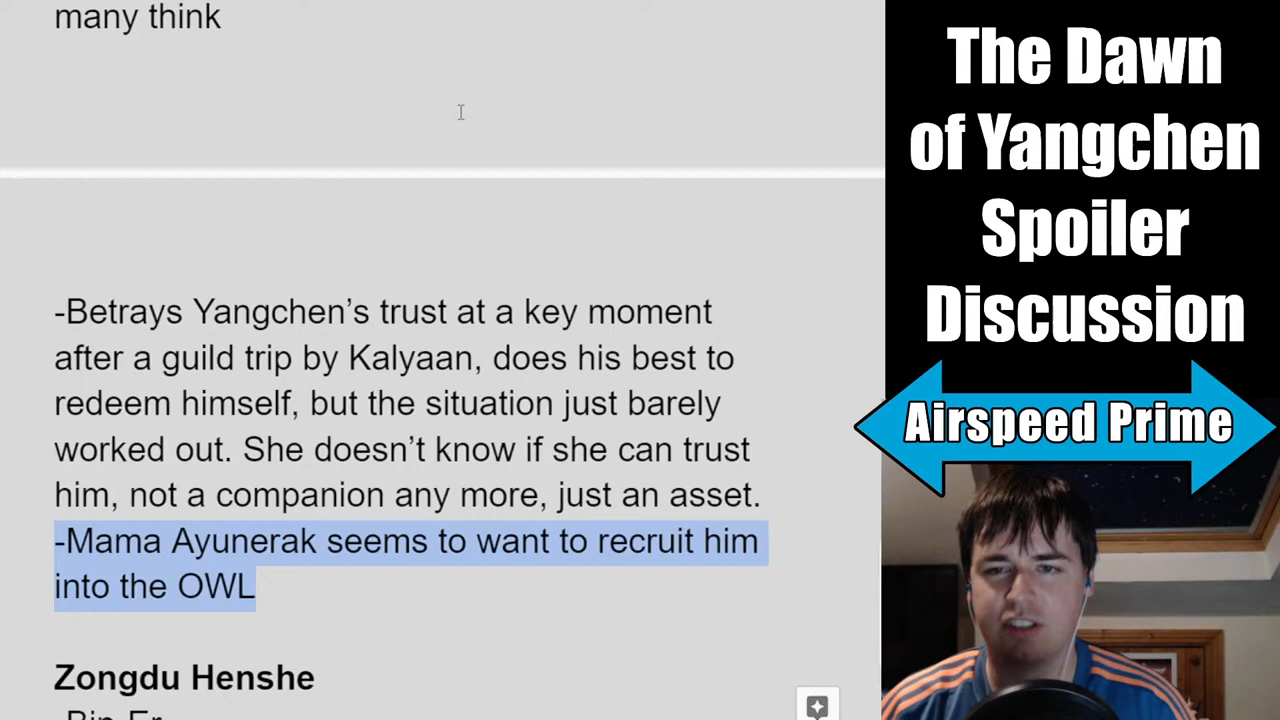 many think
-Betrays Yangchen's trust at a key moment
after a guild trip by Kalyaan, does his best to
redeem himself, but the situation just barely
worked out. She doesn't know if she can trust
him, not a companion any more, just an asset.
-Mama Ayunerak seems to want to recruit him
into the OWL
Zongdu Henshe
-Bin-Er
The Dawn
of Yangchen
Spoiler
Discussion
Airspeed Prime